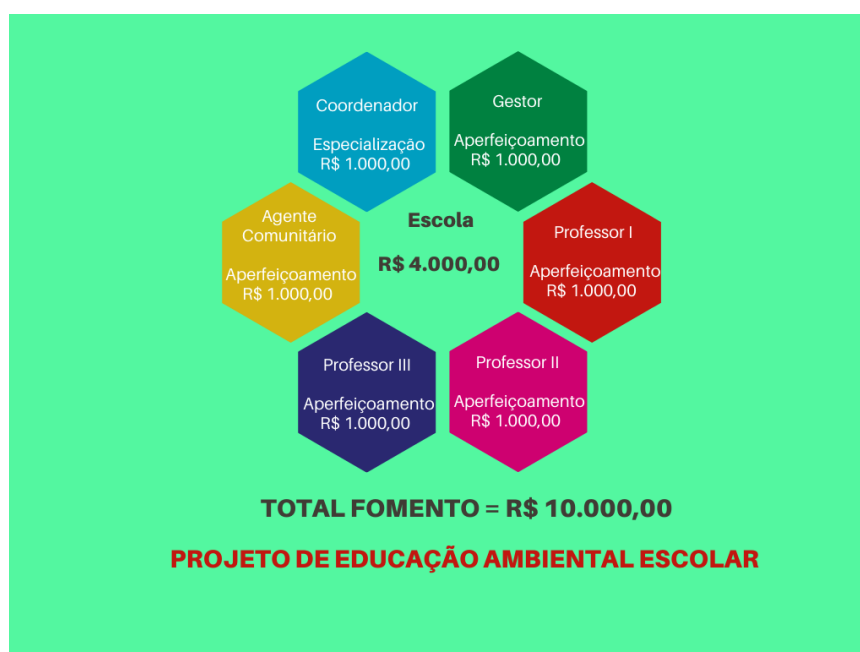 Coordenador
Especialização
R$ 1.000,00
Gestor
Aperfeiçoamento
R$ 1.000,00
Agente
Comunitário
Aperfeiçoamento
R$ 1.000,00
Escola
R$ 4.000,00
Professor I
Aperfeiçoamento
R$ 1.000,00
Professor III
Aperfeiçoamento
R$ 1.000,00
Professor II
Aperfeiçoamento
R$ 1.000,00
TOTAL FOMENTO = R$ 10.000,00
PROJETO DE EDUCAÇÃO AMBIENTAL ESCOLAR